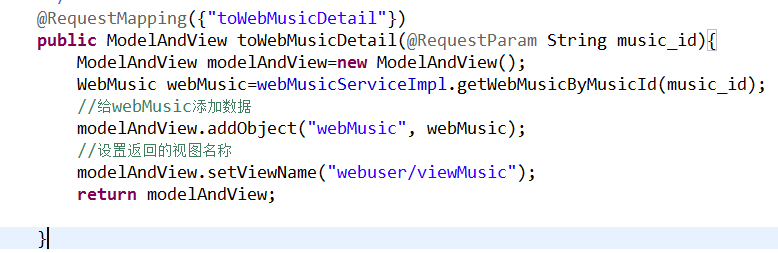 @RequestMapping({"toWebMusicDetail"})
public ModelAndView toWebMusicDetail(@RequestParam String music_id){
ModelAndView modelAndView=new ModelAndView();
WebMusic webMusic=webMusicServiceImpl.getWebMusicByMusicId(music_id);
//给webMusic添加数据
modelAndView.addObject("webMusic", webMusic);
//设置返回的视图名称
modelAndView.setViewName("webuser/viewMusic");
return modelAndView;
}